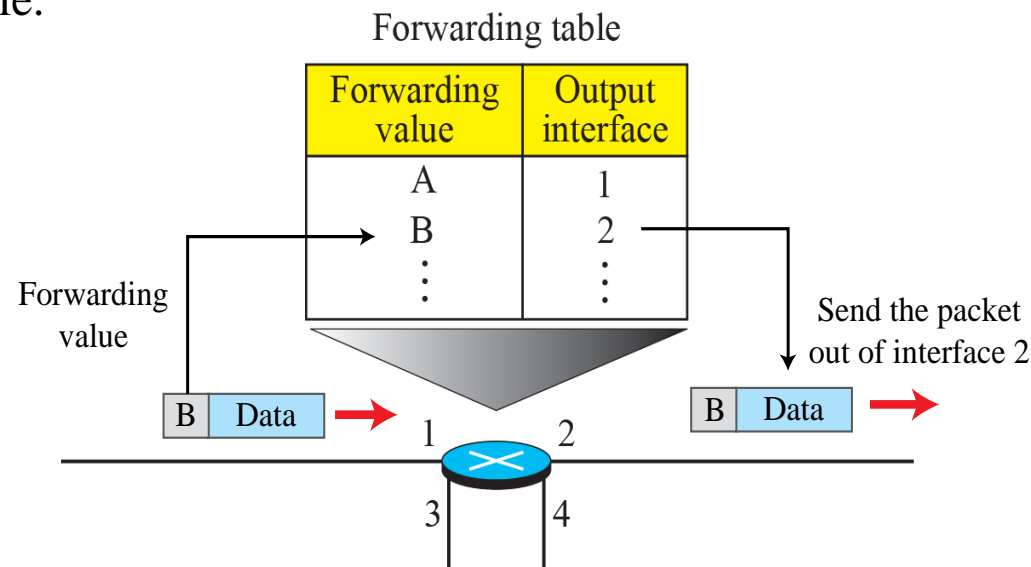 Forwarding table
Forwarding
value
Output
interface
A
1
B
2
⋮
⋮
Forwarding
value
Send the packet
out of interface 2
B
Data
B
Data
1
2
3
4